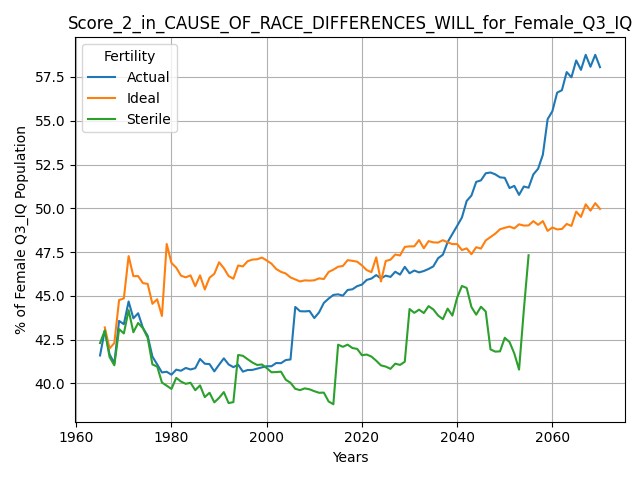 Score_2_in_CAUSE_OF_RACE_DIFFERENCES_WILL_for_Female_Q3_IQ
Fertility
Actual
Ideal
Sterile
% of Female Q3_IQ Population
57.5
55.0
52.5
50.0
47.5
45.0
42.5
40.0
1960
1980
2000
2020
2040
2060
Years